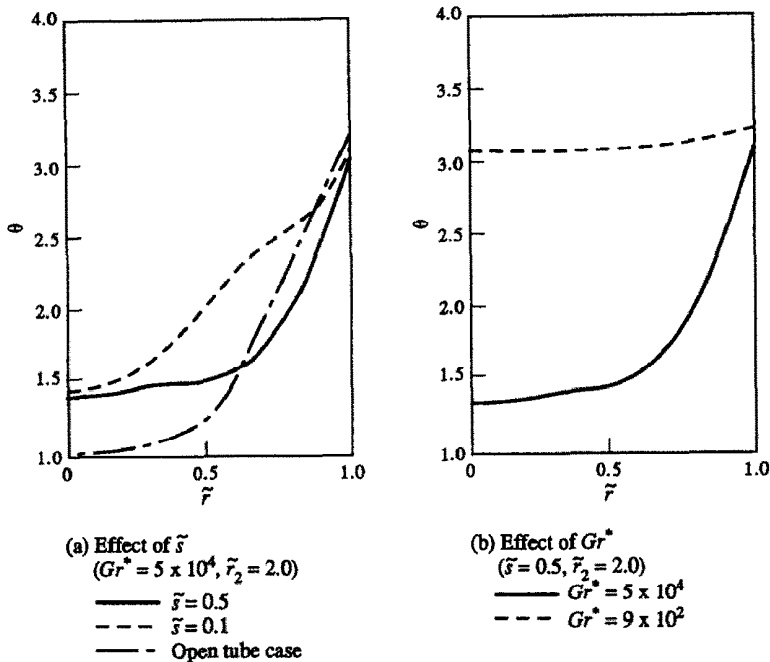 4.0
3.5
3.0
2.5
2.0
1.5
1.0
θ
0
0.5
1.0
r̃
(a) Effect of s̃
(Gr* = 5 x 10⁴, r̃₂ = 2.0)
s̃ = 0.5
s̃ = 0.1
Open tube case
4.0
3.5
3.0
2.5
2.0
1.5
1.0
θ
0
0.5
1.0
r̃
(b) Effect of Gr*
(s̃ = 0.5, r̃₂ = 2.0)
Gr* = 5 x 10⁴
Gr* = 9 x 10²